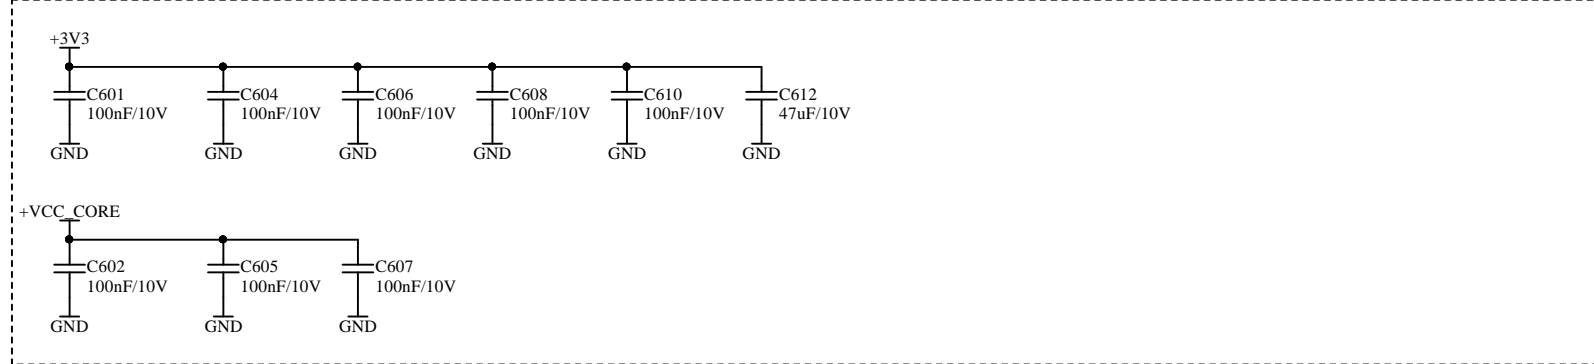 +3V3
C601 C604 C606 C608 C610 C612
100nF/10V 100nF/10V 100nF/10V 100nF/10V 100nF/10V 47uF/10V
GND GND GND GND GND GND
+VCC_CORE
C602 C605 C607
100nF/10V 100nF/10V 100nF/10V
GND GND GND